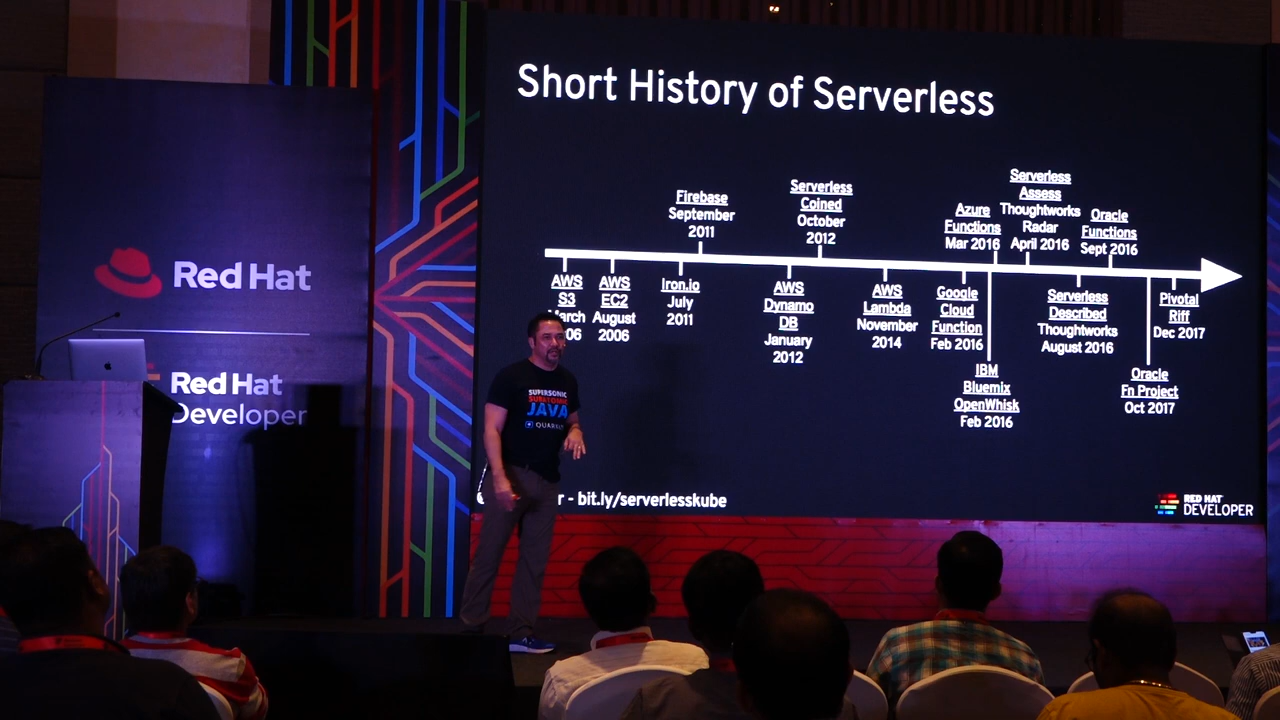 Short History of Serverless
Firebase
September
2011
Serverless
Coined
October
2012
Azure
Functions
Mar 2016
Serverless
Assess
Thoughtworks
Radar
April 2016
Oracle
Functions
Sept 2016
AWS
S3
March
AWS
EC2
August
2006
Iron.io
July
2011
AWS
Dynamo
DB
January
2012
AWS
Lambda
November
2014
Google
Cloud
Function
Feb 2016
IBM
Bluemix
OpenWhisk
Feb 2016
Serverless
Described
Thoughtworks
August 2016
Oracle
Fn Project
Oct 2017
Pivotal
Riff
Dec 2017
- bit.ly/serverlesskube
RED HAT
DEVELOPER
Red Hat
Red Hat
Developer
SUPERSONIC
SUBATOMIC
JAVA